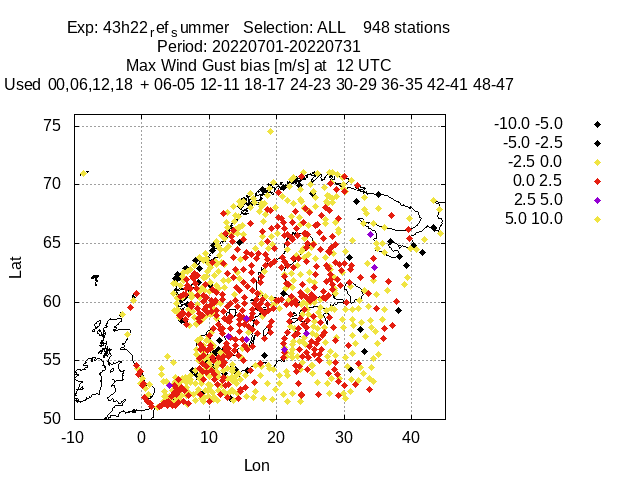 Exp: 43h22ref summer Selection: ALL 948 stations
Period: 20220701-20220731
Max Wind Gust bias [m/s] at 12 UTC
Used 00,06,12,18 + 06-05 12-11 18-17 24-23 30-29 36-35 42-41 48-47
75
70
65
60
55
50
Lat
-10 0 10 20 30 40
Lon
-10.0 -5.0
-5.0 -2.5
-2.5 0.0
0.0 2.5
2.5 5.0
5.0 10.0